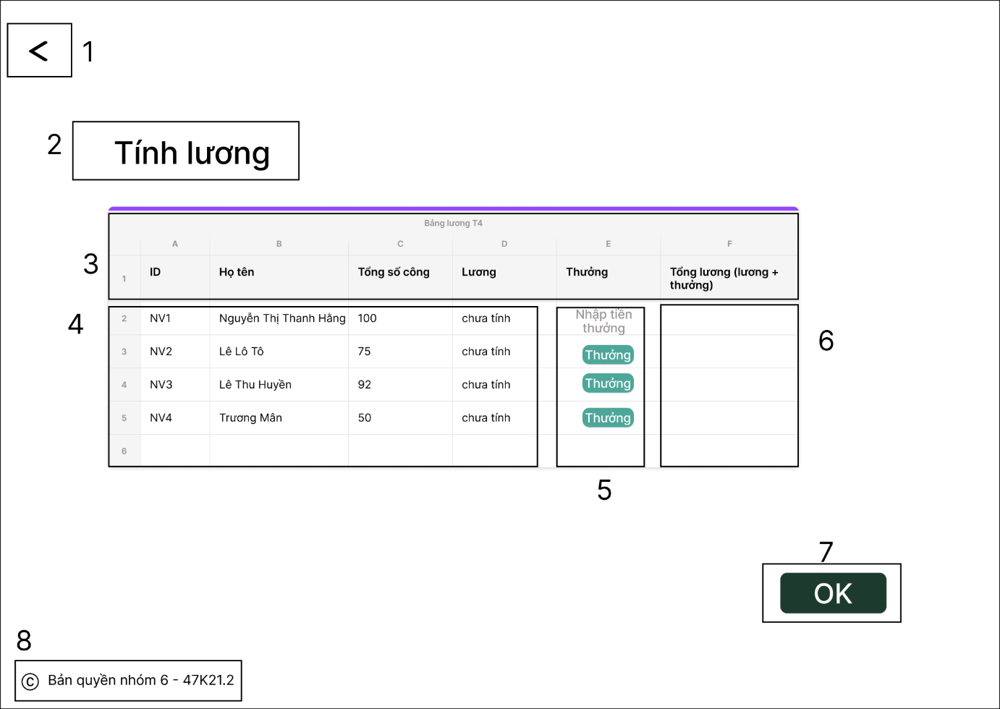 < 1
2 Tính lương
Bảng lương T4
A B C D E F
3
1 ID Họ tên Tổng số công Lương Thưởng Tổng lương (lương +
thưởng)
4
2 NV1 Nguyễn Thị Thanh Hằng 100 chưa tính Nhập tiền
thưởng
6
3 NV2 Lê Lô Tô 75 chưa tính Thưởng
4 NV3 Lê Thu Huyền 92 chưa tính Thưởng
5 NV4 Trương Mân 50 chưa tính Thưởng
6
5
7
OK
8
© Bản quyền nhóm 6 - 47K21.2